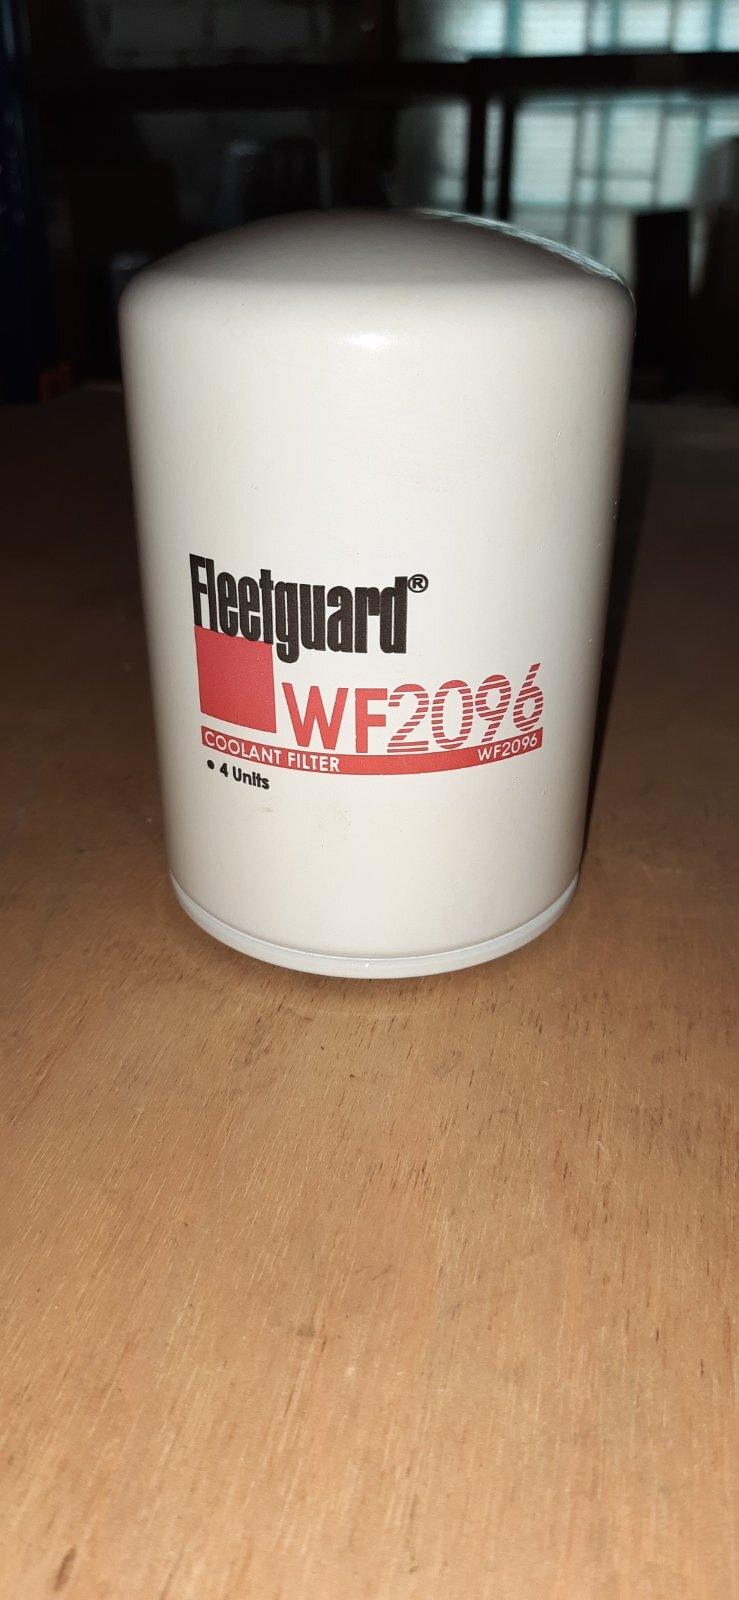 Fleetguard®
WF2096
COOLANT FILTER WF2096
• 4 Units